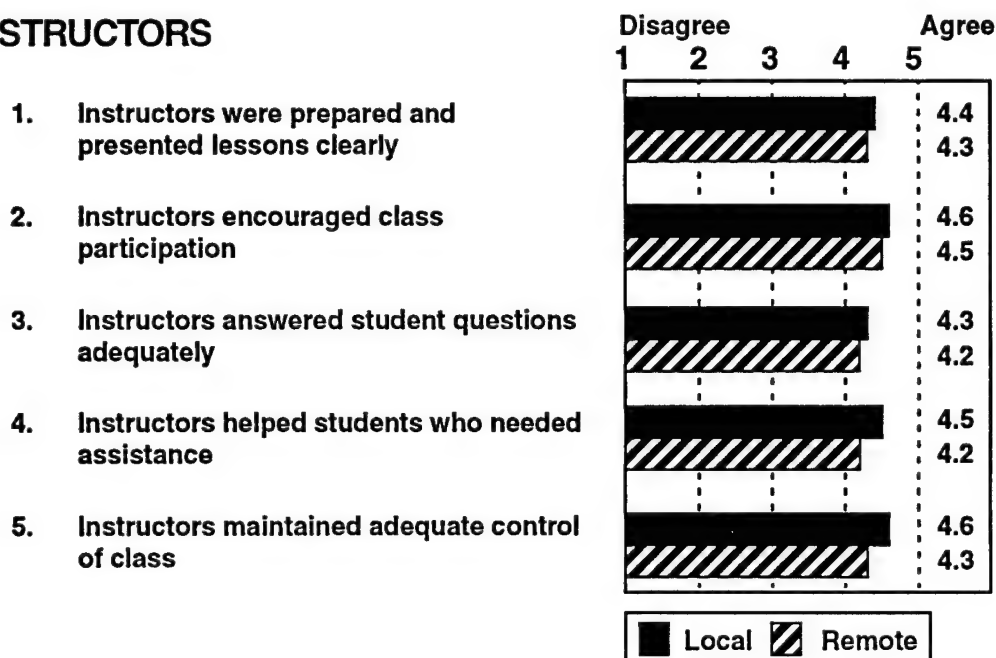 STRUCTORS
Disagree Agree
1 2 3 4 5
1. Instructors were prepared and
presented lessons clearly
4.4
4.3
2. Instructors encouraged class
participation
4.6
4.5
3. Instructors answered student questions
adequately
4.3
4.2
4. Instructors helped students who needed
assistance
4.5
4.2
5. Instructors maintained adequate control
of class
4.6
4.3
Local Remote